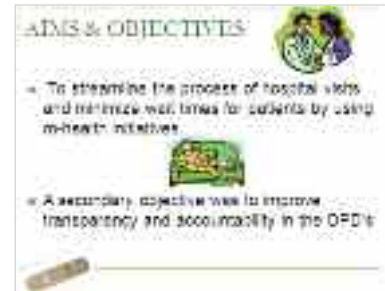 AIMS & OBJECTIVES
To streamline the process of hospital visits
and minimize wait times for patients by using
m-health initiatives
A secondary objective was to improve
transparency and accountability in the OPD's